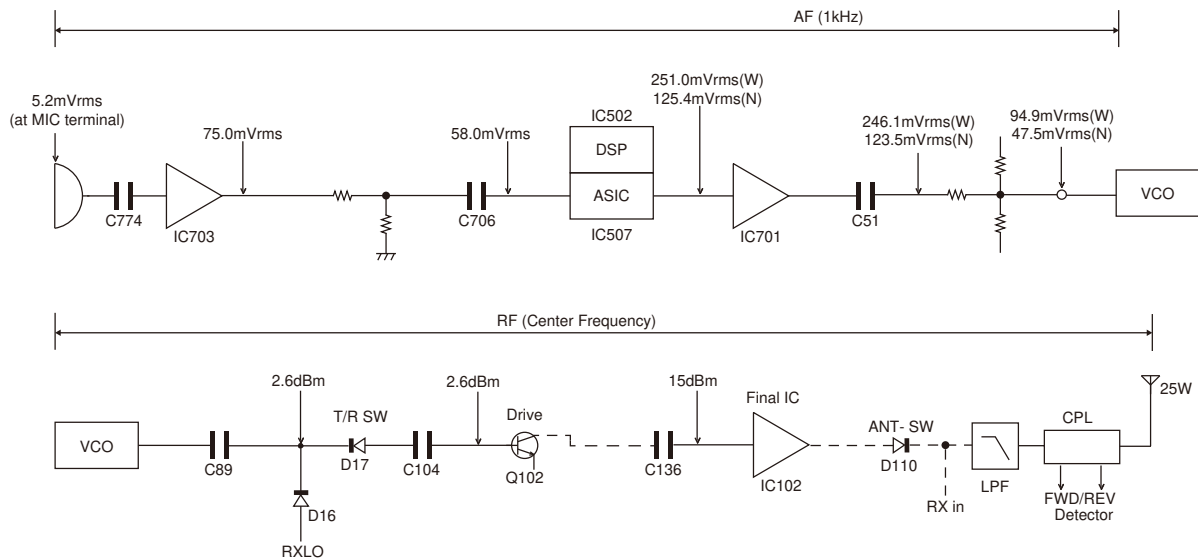 AF (1kHz)
5.2mVrms
(at MIC terminal)
75.0mVrms
58.0mVrms
IC502
DSP
ASIC
IC507
251.0mVrms(W)
125.4mVrms(N)
246.1mVrms(W)
123.5mVrms(N)
94.9mVrms(W)
47.5mVrms(N)
VCO
C774
IC703
C706
IC701
C51
RF (Center Frequency)
2.6dBm
2.6dBm
15dBm
25W
VCO
C89
T/R SW
D17
C104
Drive
Q102
C136
Final IC
IC102
ANT- SW
D110
LPF
CPL
D16
RXLO
RX in
FWD/REV
Detector